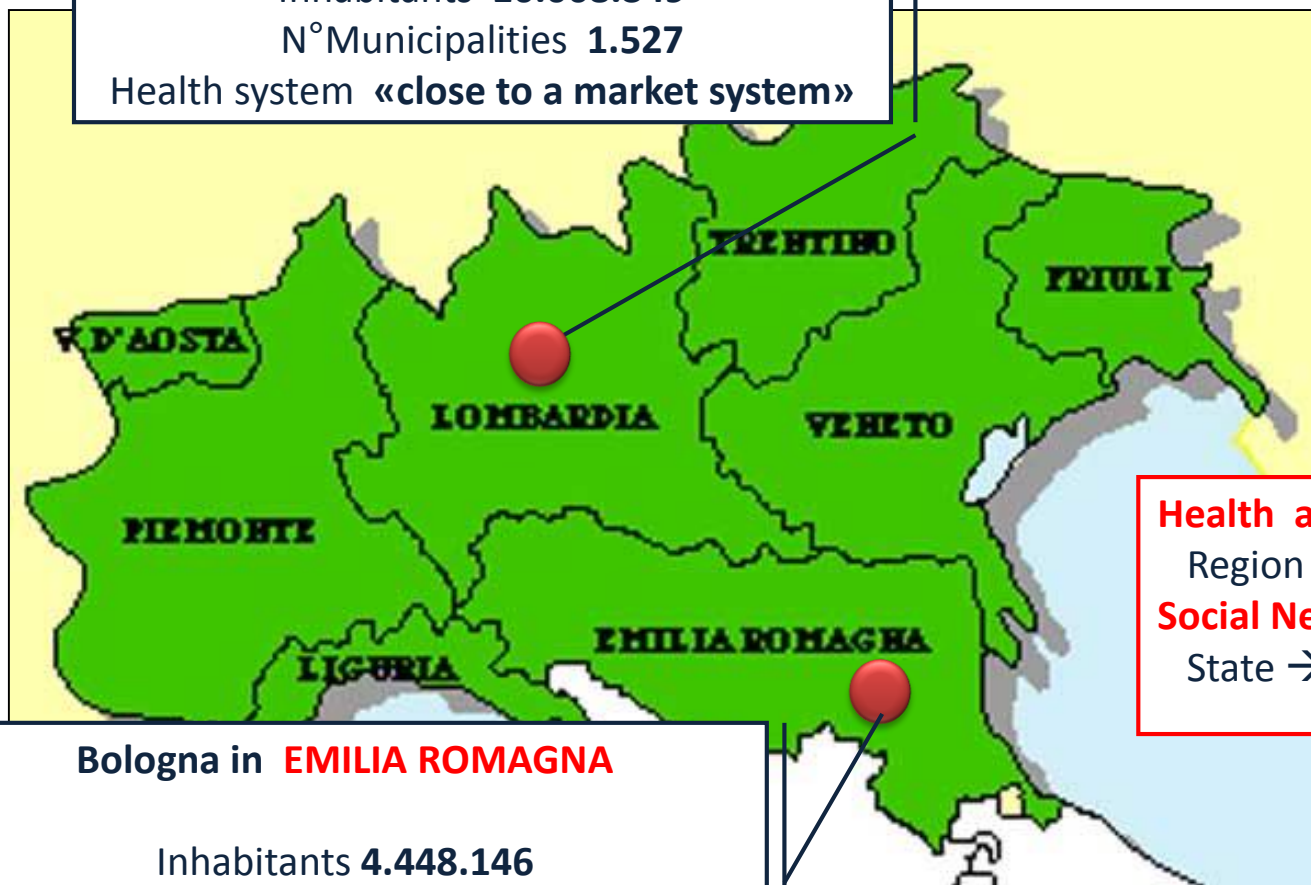 Inhabitants
N°Municipalities 1.527
Health system «close to a market system»
TRENTINO
FRIULI
V. D'AOSTA
LOMBARDIA
VENETO
PIEMONTE
Health a
Region
Social Ne
State →
EMILIA ROMAGNA
LIGURIA
Bologna in EMILIA ROMAGNA
Inhabitants 4.448.146